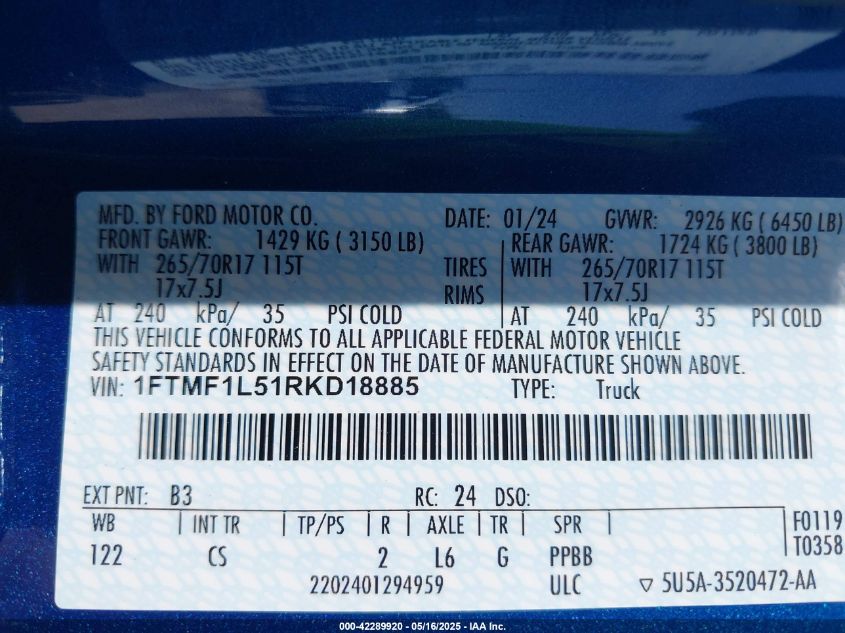 MFD. BY FORD MOTOR CO. DATE: 01/24 GVWR: 2926 KG ( 6450 LB)
FRONT GAWR: 1429 KG ( 3150 LB) REAR GAWR: 1724 KG ( 3800 LB)
WITH 265/70R17 115T TIRES WITH 265/70R17 115T
17x7.5J RIMS 17x7.5J
AT 240 kPa/ 35 PSI COLD AT 240 kPa/ 35 PSI COLD
THIS VEHICLE CONFORMS TO ALL APPLICABLE FEDERAL MOTOR VEHICLE
SAFETY STANDARDS IN EFFECT ON THE DATE OF MANUFACTURE SHOWN ABOVE.
VIN: 1FTMF1L51RKD18885 TYPE: Truck
EXT PNT: B3 RC: 24 DSO:
WB INT TR TP/PS R AXLE TR SPR F0119
122 CS 2 L6 G PPBB T0358
2202401294959 ULC ▽ 5U5A-3520472-AA
000-42289920 - 05/16/2025 - IAA Inc.